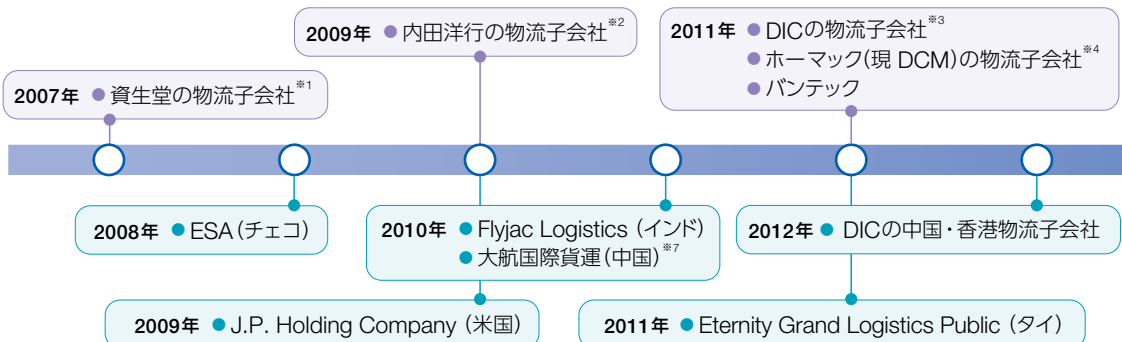 2007年 ● 資生堂の物流子会社※1
2009年 ● 内田洋行の物流子会社※2
2011年 ● DICの物流子会社※3
● ホーマック(現 DCM)の物流子会社※4
● バンテック
2008年 ● ESA(チェコ)
2010年 ● Flyjac Logistics (インド)
● 大航国際貨運(中国)※7
2012年 ● DICの中国・香港物流子会社
2009年 ● J.P. Holding Company (米国)
2011年 ● Eternity Grand Logistics Public (タイ)